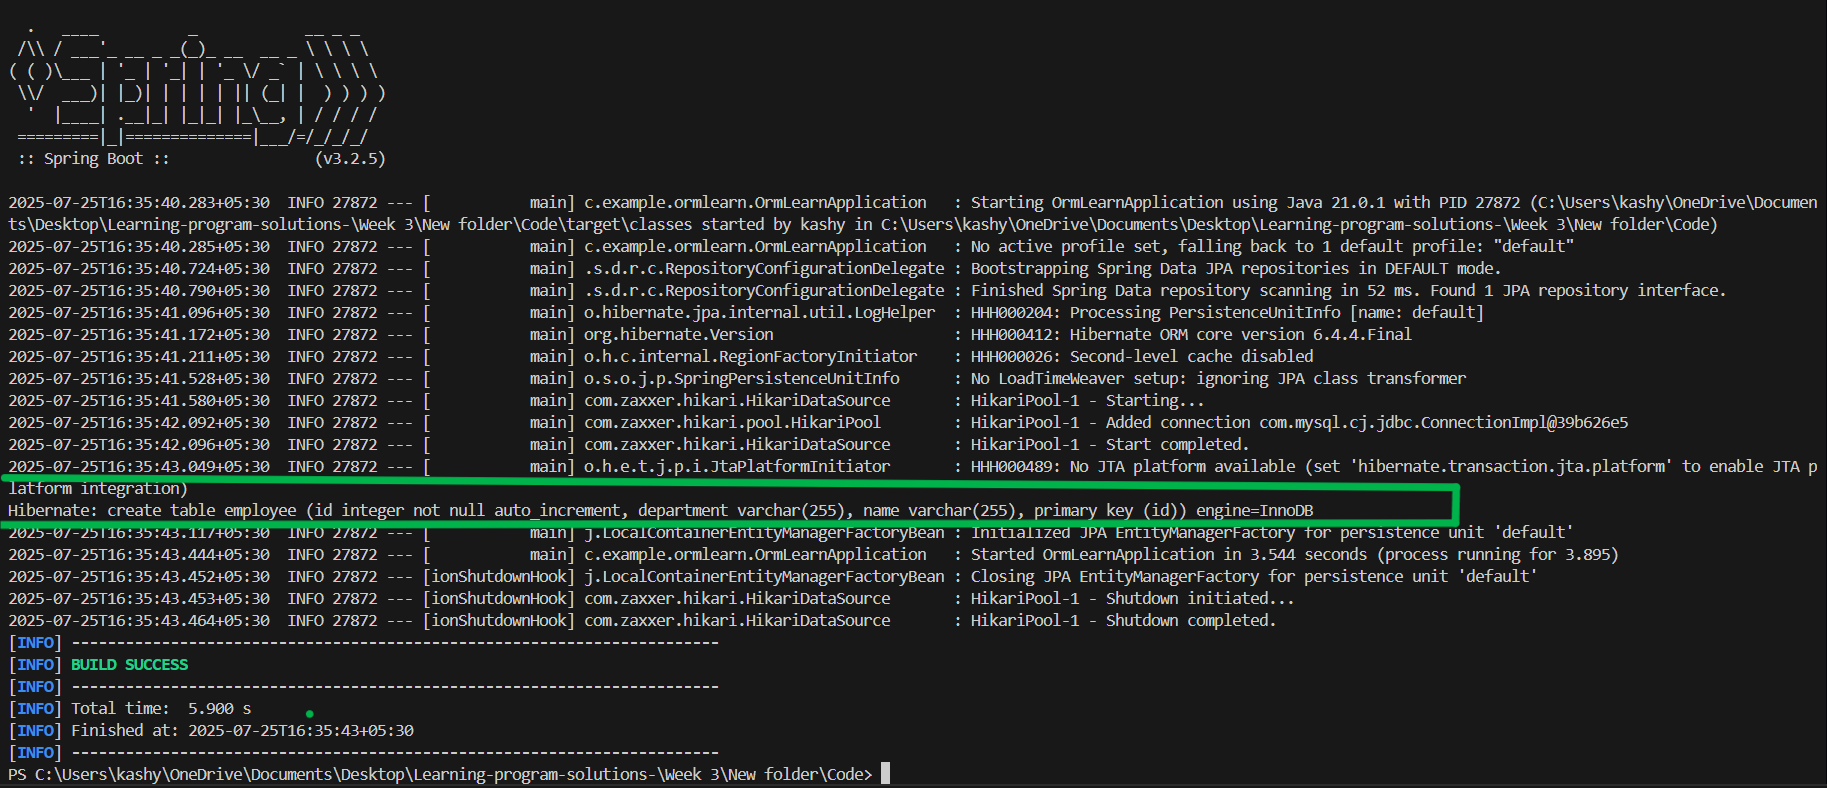 .   ____          _            __ _ _
 /\\ / ___'_ __ _ _(_)_ __  __ _ \ \ \ \
( ( )\___ | '_ | '_| | '_ \/ _` | \ \ \ \
 \\/  ___)| |_)| | | | | || (_| |  ) ) ) )
  '  |____| .__|_| |_|_| |_\__, | / / / /
 =========|_|==============|___/=/_/_/_/
 :: Spring Boot ::                (v3.2.5)
2025-07-25T16:35:40.283+05:30  INFO 27872 --- [           main] c.example.ormlearn.OrmLearnApplication   : Starting OrmLearnApplication using Java 21.0.1 with PID 27872 (C:\Users\kashy\OneDrive\Documen
ts\Desktop\Learning-program-solutions-\Week 3\New folder\Code\target\classes started by kashy in C:\Users\kashy\OneDrive\Documents\Desktop\Learning-program-solutions-\Week 3\New folder\Code)
2025-07-25T16:35:40.285+05:30  INFO 27872 --- [           main] c.example.ormlearn.OrmLearnApplication   : No active profile set, falling back to 1 default profile: "default"
2025-07-25T16:35:40.724+05:30  INFO 27872 --- [           main] .s.d.r.c.RepositoryConfigurationDelegate : Bootstrapping Spring Data JPA repositories in DEFAULT mode.
2025-07-25T16:35:40.790+05:30  INFO 27872 --- [           main] .s.d.r.c.RepositoryConfigurationDelegate : Finished Spring Data repository scanning in 52 ms. Found 1 JPA repository interface.
2025-07-25T16:35:41.096+05:30  INFO 27872 --- [           main] o.hibernate.jpa.internal.util.LogHelper  : HHH000204: Processing PersistenceUnitInfo [name: default]
2025-07-25T16:35:41.172+05:30  INFO 27872 --- [           main] org.hibernate.Version                    : HHH000412: Hibernate ORM core version 6.4.4.Final
2025-07-25T16:35:41.211+05:30  INFO 27872 --- [           main] o.h.c.internal.RegionFactoryInitiator    : HHH000026: Second-level cache disabled
2025-07-25T16:35:41.528+05:30  INFO 27872 --- [           main] o.s.o.j.p.SpringPersistenceUnitInfo      : No LoadTimeWeaver setup: ignoring JPA class transformer
2025-07-25T16:35:41.580+05:30  INFO 27872 --- [           main] com.zaxxer.hikari.HikariDataSource       : HikariPool-1 - Starting...
2025-07-25T16:35:42.092+05:30  INFO 27872 --- [           main] com.zaxxer.hikari.pool.HikariPool        : HikariPool-1 - Added connection com.mysql.cj.jdbc.ConnectionImpl@39b626e5
2025-07-25T16:35:42.096+05:30  INFO 27872 --- [           main] com.zaxxer.hikari.HikariDataSource       : HikariPool-1 - Start completed.
2025-07-25T16:35:43.049+05:30  INFO 27872 --- [           main] o.h.e.t.j.p.i.JtaPlatformInitiator       : HHH000489: No JTA platform available (set 'hibernate.transaction.jta.platform' to enable JTA p
latform integration)
Hibernate: create table employee (id integer not null auto_increment, department varchar(255), name varchar(255), primary key (id)) engine=InnoDB
2025-07-25T16:35:43.117+05:30  INFO 27872 --- [           main] j.LocalContainerEntityManagerFactoryBean : Initialized JPA EntityManagerFactory for persistence unit 'default'
2025-07-25T16:35:43.444+05:30  INFO 27872 --- [           main] c.example.ormlearn.OrmLearnApplication   : Started OrmLearnApplication in 3.544 seconds (process running for 3.895)
2025-07-25T16:35:43.452+05:30  INFO 27872 --- [ionShutdownHook] j.LocalContainerEntityManagerFactoryBean : Closing JPA EntityManagerFactory for persistence unit 'default'
2025-07-25T16:35:43.453+05:30  INFO 27872 --- [ionShutdownHook] com.zaxxer.hikari.HikariDataSource       : HikariPool-1 - Shutdown initiated...
2025-07-25T16:35:43.464+05:30  INFO 27872 --- [ionShutdownHook] com.zaxxer.hikari.HikariDataSource       : HikariPool-1 - Shutdown completed.
[INFO] ------------------------------------------------------------------------
[INFO] BUILD SUCCESS
[INFO] ------------------------------------------------------------------------
[INFO] Total time:  5.900 s
[INFO] Finished at: 2025-07-25T16:35:43+05:30
[INFO] ------------------------------------------------------------------------
PS C:\Users\kashy\OneDrive\Documents\Desktop\Learning-program-solutions-\Week 3\New folder\Code>